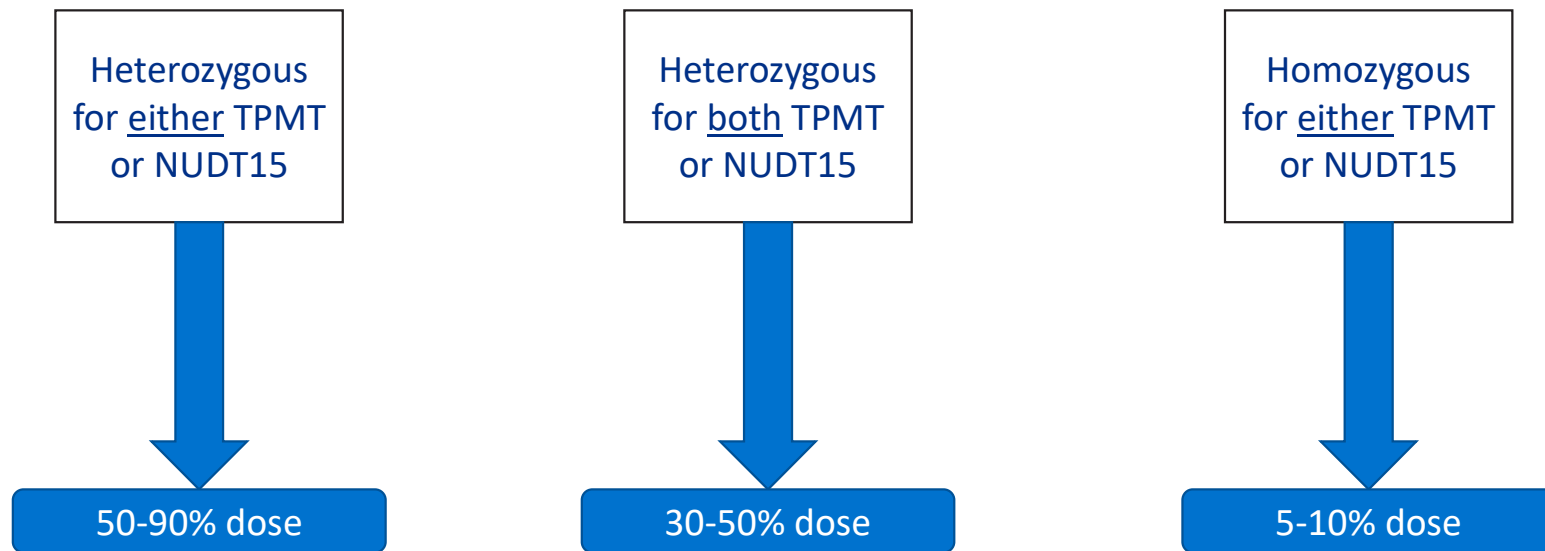 Heterozygous
for either TPMT
or NUDT15
50-90% dose
Heterozygous
for both TPMT
or NUDT15
30-50% dose
Homozygous
for either TPMT
or NUDT15
5-10% dose